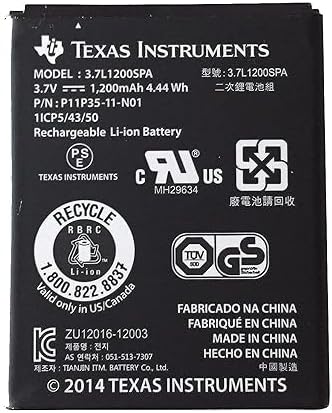 TEXAS INSTRUMENTS
MODEL : 3.7L1200SPA 型號:3.7L1200SPA
3.7V 1,200mAh 4.44 Wh 二次鋰電池組
P/N : P11P35-11-N01
1ICP5/43/50
Rechargeable Li-ion Battery
PSE
TEXAS INSTRUMENTS
C RU US
MH29634
廢電池請回收
RECYCLE
RBRC
Li-ion
1.800.822.8837
Valid only in US/Canada
TÜV
SÜD
GS
FABRICADO NA CHINA
FABRIQUÉ EN CHINA
MADE IN CHINA
HECHO EN CHINA
中國製造
ZU12016-12003
제품명 : 전지
AS 연락처 : 051-513-7307
제조자 : TIANJIN ITM. BATTERY Co., Ltd.
© 2014 TEXAS INSTRUMENTS